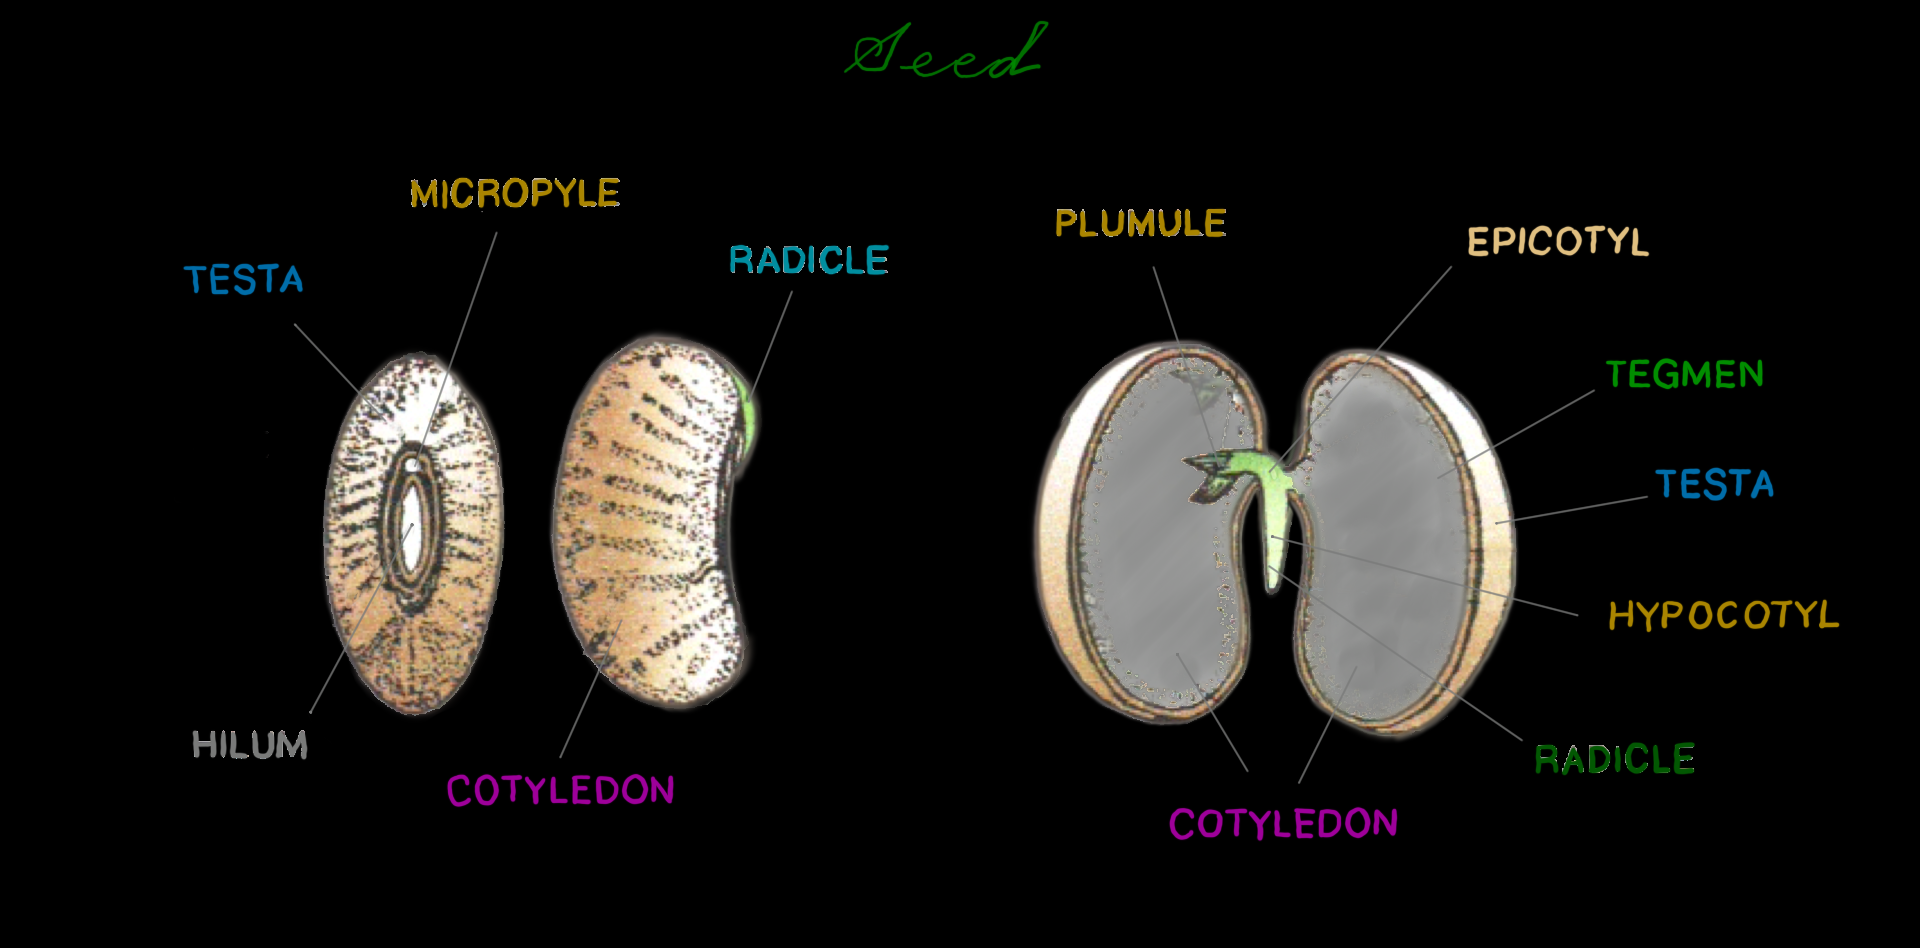 Seed
MICROPYLE
TESTA
RADICLE
HILUM
COTYLEDON
PLUMULE
EPICOTYL
TEGMEN
TESTA
HYPOCOTYL
RADICLE
COTYLEDON